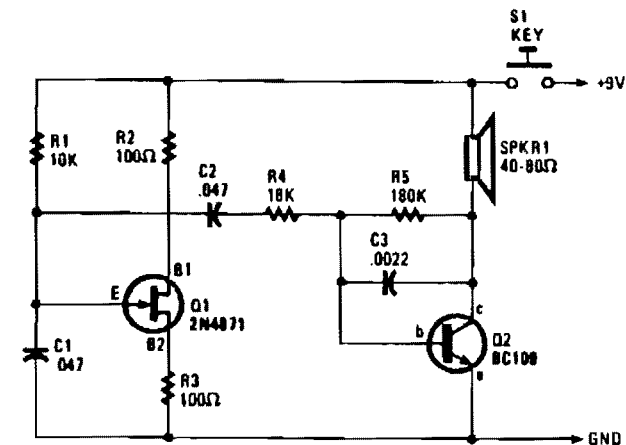 S1
KEY
+9V
R1
10K
R2
100Ω
C2
.047
R4
18K
R5
180K
SPKR1
40-80Ω
C3
.0022
B1
E
Q1
2N4871
B2
C1
.047
R3
100Ω
c
b
Q2
BC109
e
GND